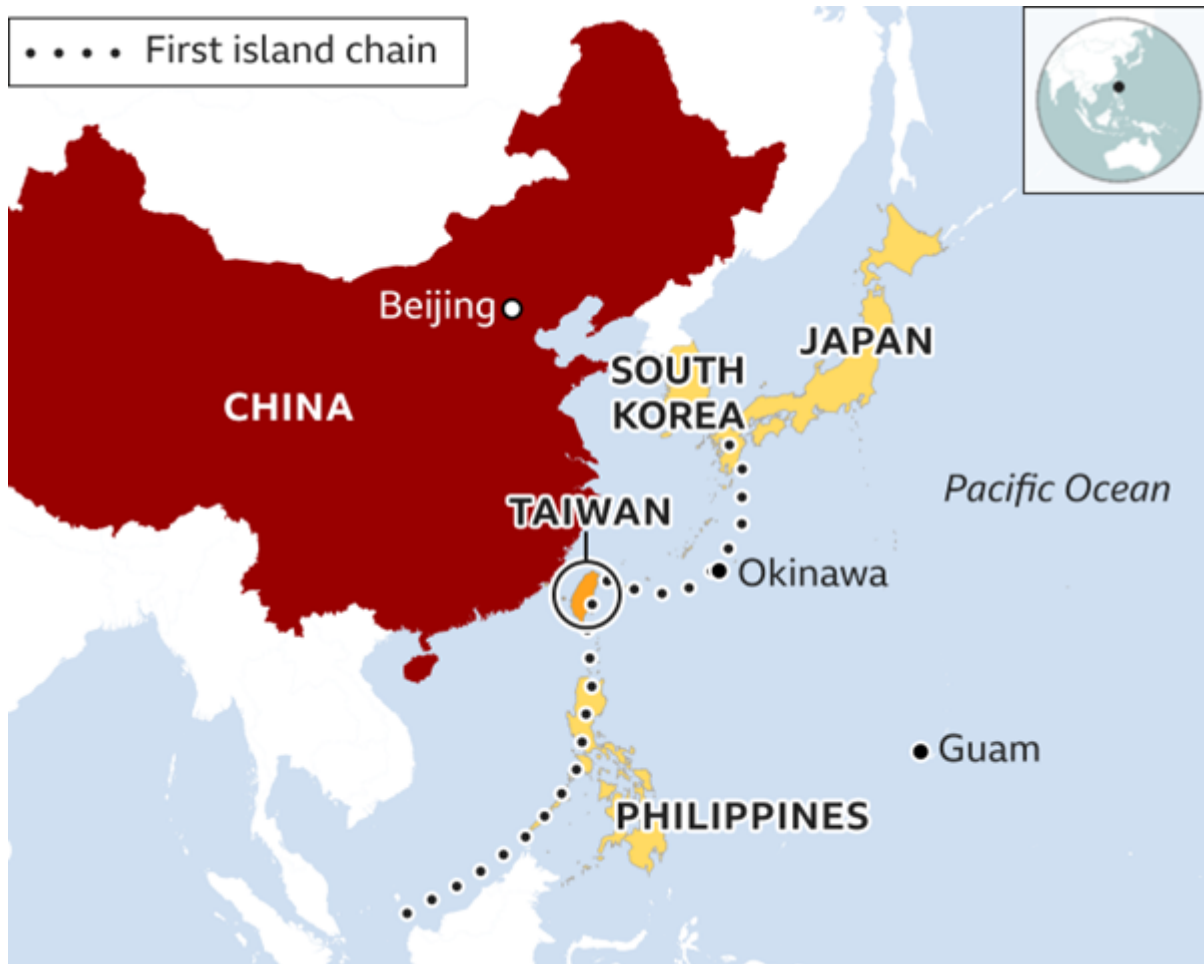 First island chain
Beijing
CHINA
SOUTH
KOREA
JAPAN
Pacific Ocean
TAIWAN
Okinawa
Guam
PHILIPPINES